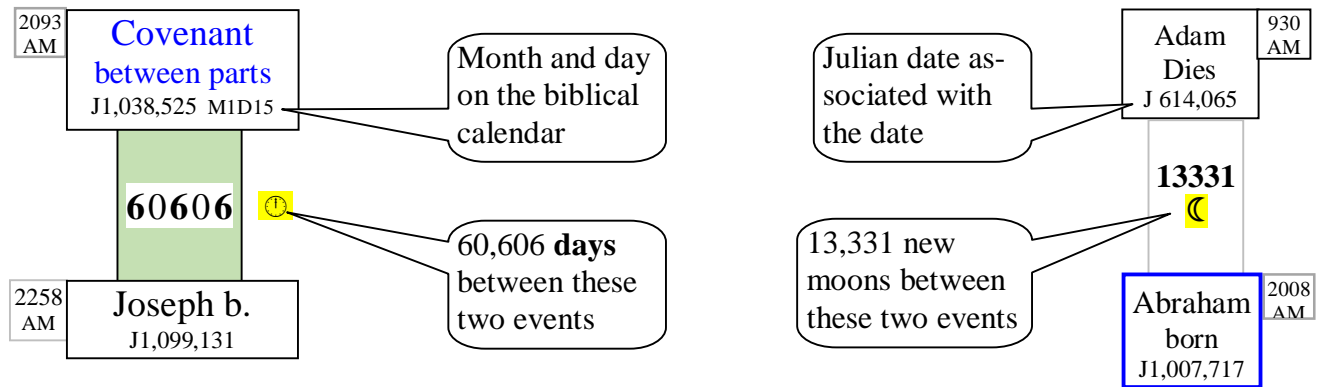 2093
AM
Covenant
between parts
J1,038,525 M1D15
60606
2258
AM
Joseph b.
J1,099,131
Month and day
on the biblical
calendar
60,606 days
between these
two events
Julian date as-
sociated with
the date
13,331 new
moons between
these two events
930
AM
Adam
Dies
J 614,065
13331
2008
AM
Abraham
born
J1,007,717